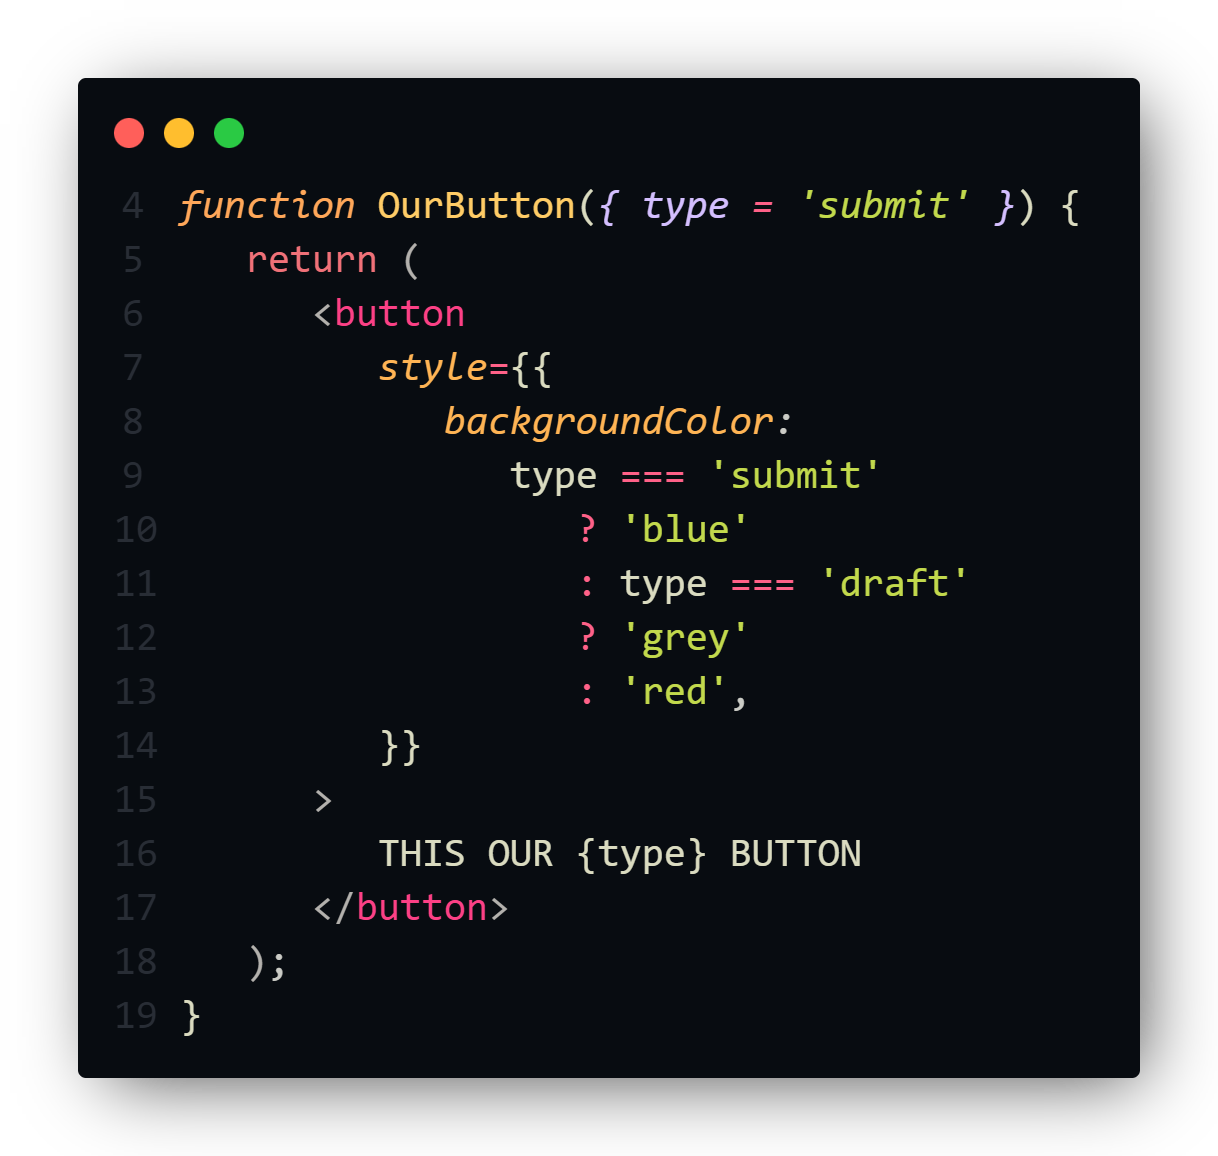 4 function OurButton({ type = 'submit' }) {
5    return (
6       <button
7          style={{
8             backgroundColor:
9                type === 'submit'
10                  ? 'blue'
11                  : type === 'draft'
12                  ? 'grey'
13                  : 'red',
14         }}
15      >
16         THIS OUR {type} BUTTON
17      </button>
18   );
19 }